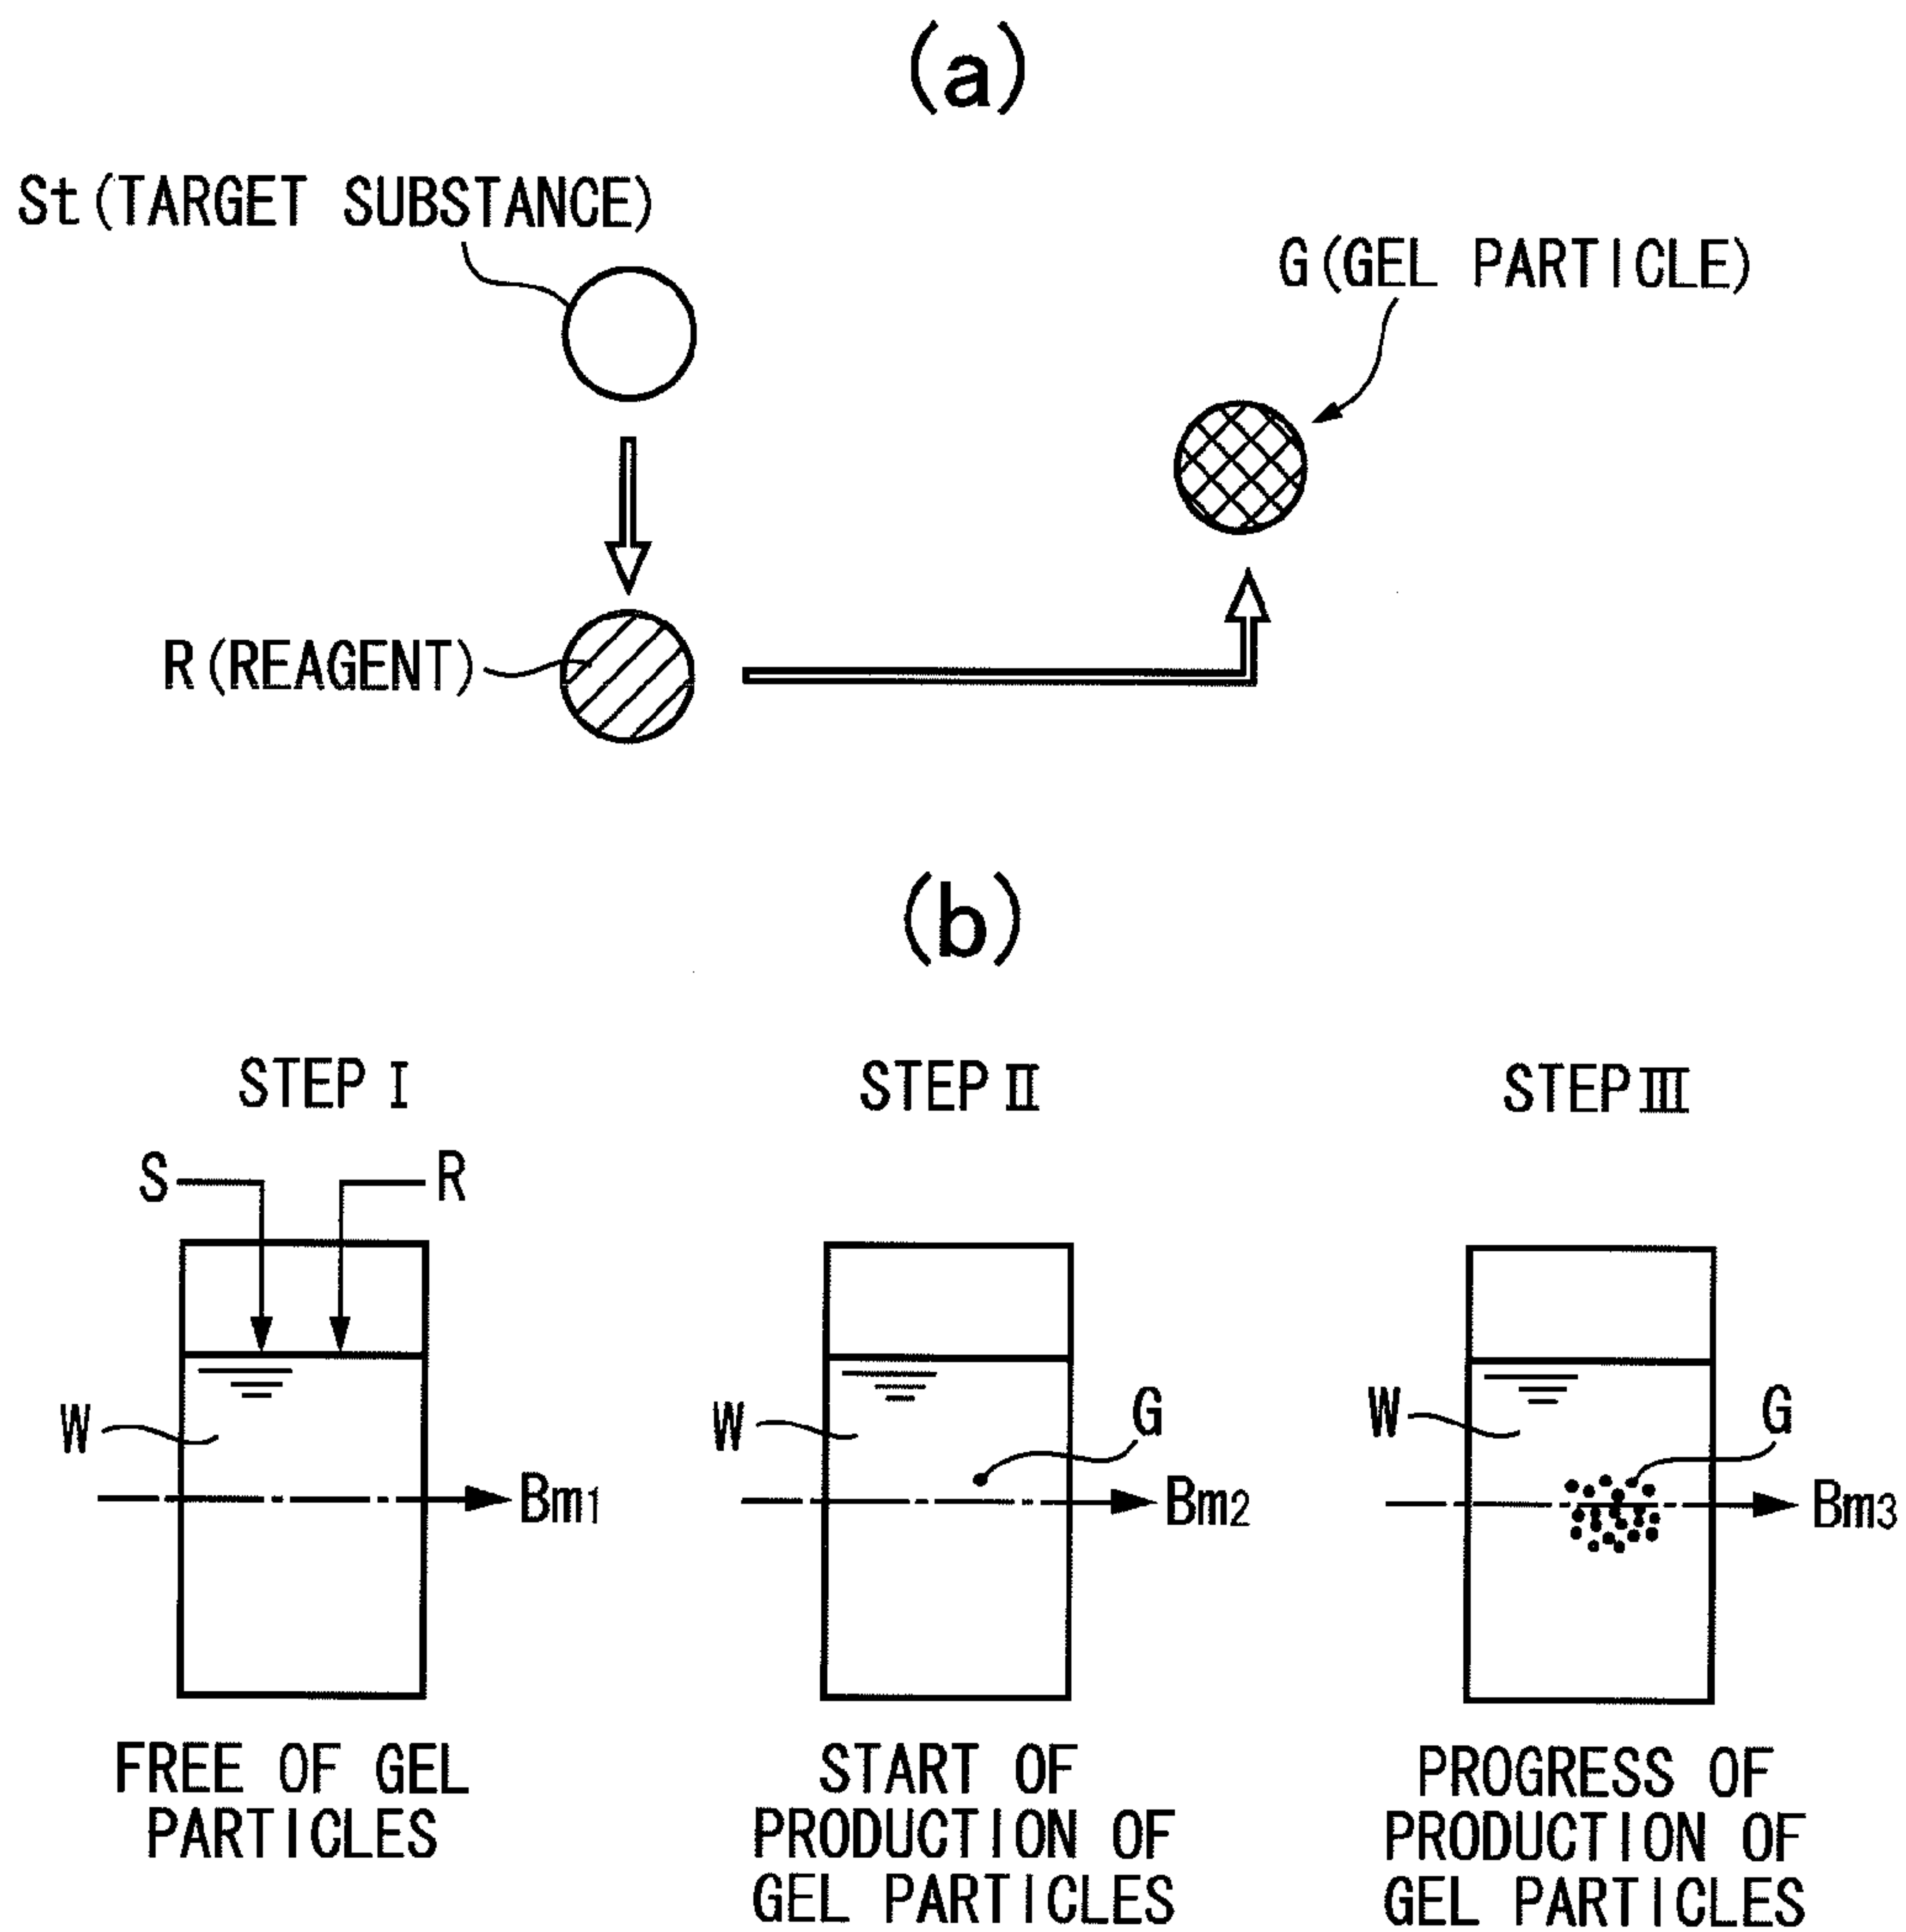 (a)
St(TARGET SUBSTANCE)
G(GEL PARTICLE)
R(REAGENT)
(b)
STEP I
STEP II
STEP III
S
R
W
Bm1
W
G
Bm2
W
G
Bm3
FREE OF GEL
PARTICLES
START OF
PRODUCTION OF
GEL PARTICLES
PROGRESS OF
PRODUCTION OF
GEL PARTICLES